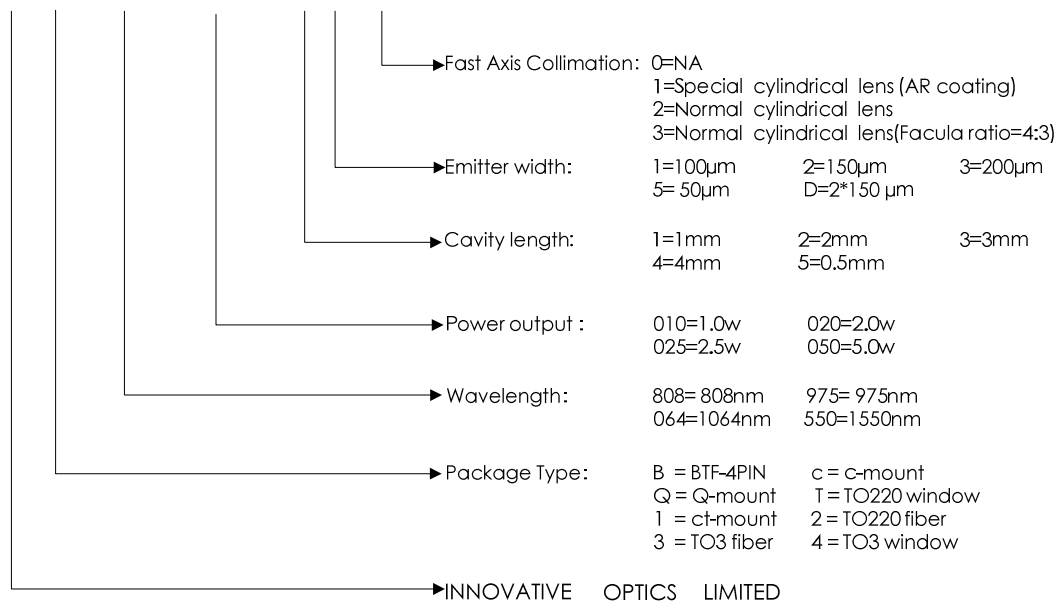 Fast Axis Collimation: 0=NA
1=Special cylindrical lens (AR coating)
2=Normal cylindrical lens
3=Normal cylindrical lens(Facula ratio=4:3)
Emitter width: 1=100µm 2=150µm 3=200µm
5= 50µm D=2*150 µm
Cavity length: 1=1mm 2=2mm 3=3mm
4=4mm 5=0.5mm
Power output : 010=1.0w 020=2.0w
025=2.5w 050=5.0w
Wavelength: 808= 808nm 975= 975nm
064=1064nm 550=1550nm
Package Type: B = BTF-4PIN c = c-mount
Q = Q-mount T = TO220 window
1 = ct-mount 2 = TO220 fiber
3 = TO3 fiber 4 = TO3 window
INNOVATIVE OPTICS LIMITED